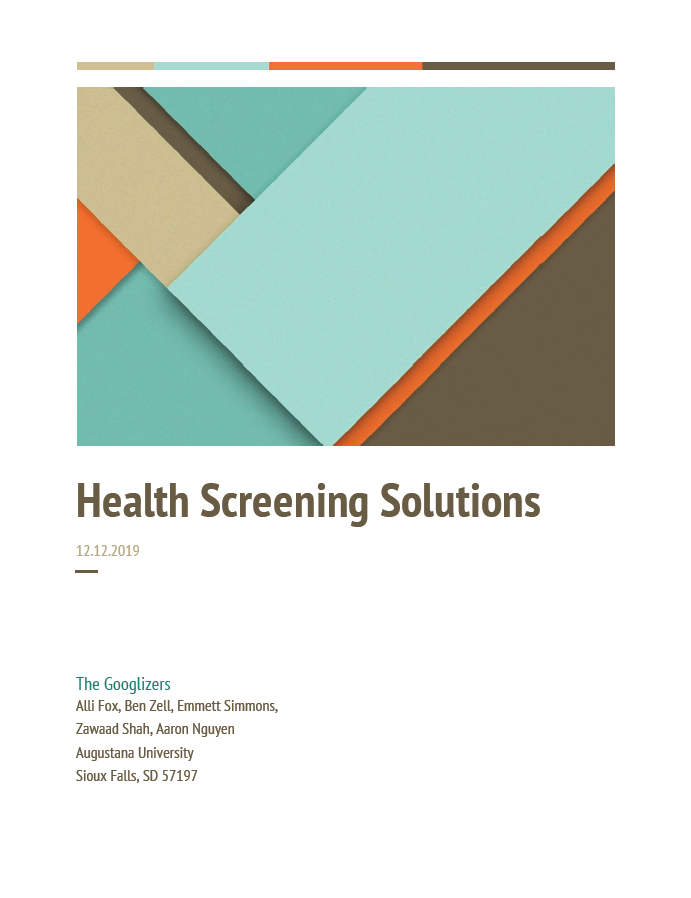 Health Screening Solutions
12.12.2019
The Googlizers
Alli Fox, Ben Zell, Emmett Simmons,
Zawaad Shah, Aaron Nguyen
Augustana University
Sioux Falls, SD 57197